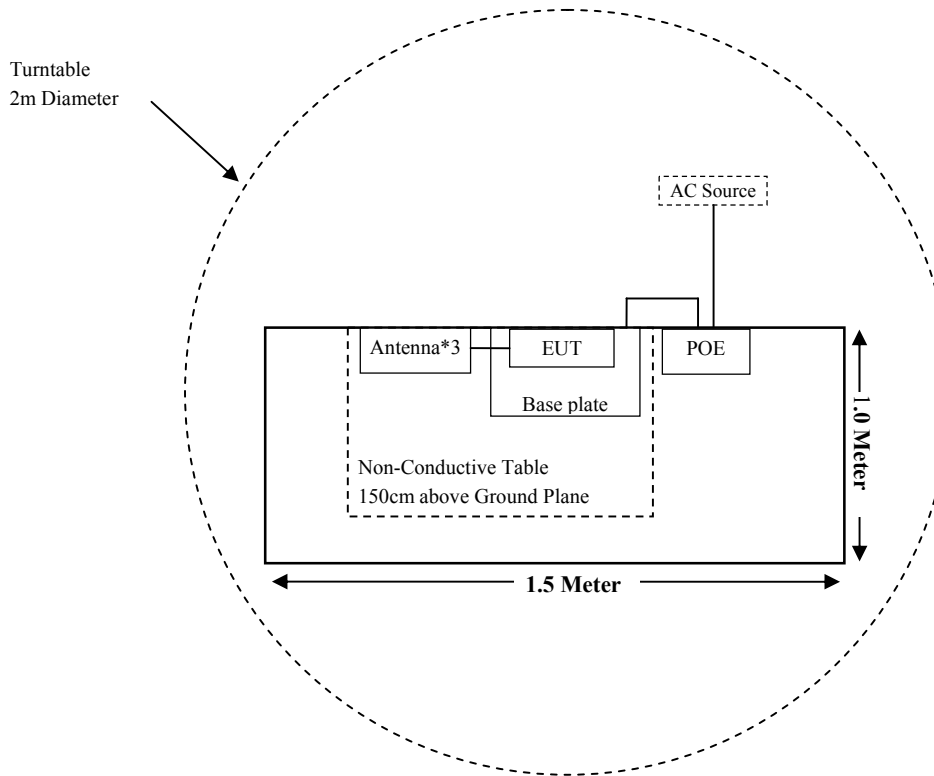 Turntable
2m Diameter
AC Source
Antenna*3
EUT
POE
Base plate
Non-Conductive Table
150cm above Ground Plane
1.0 Meter
1.5 Meter